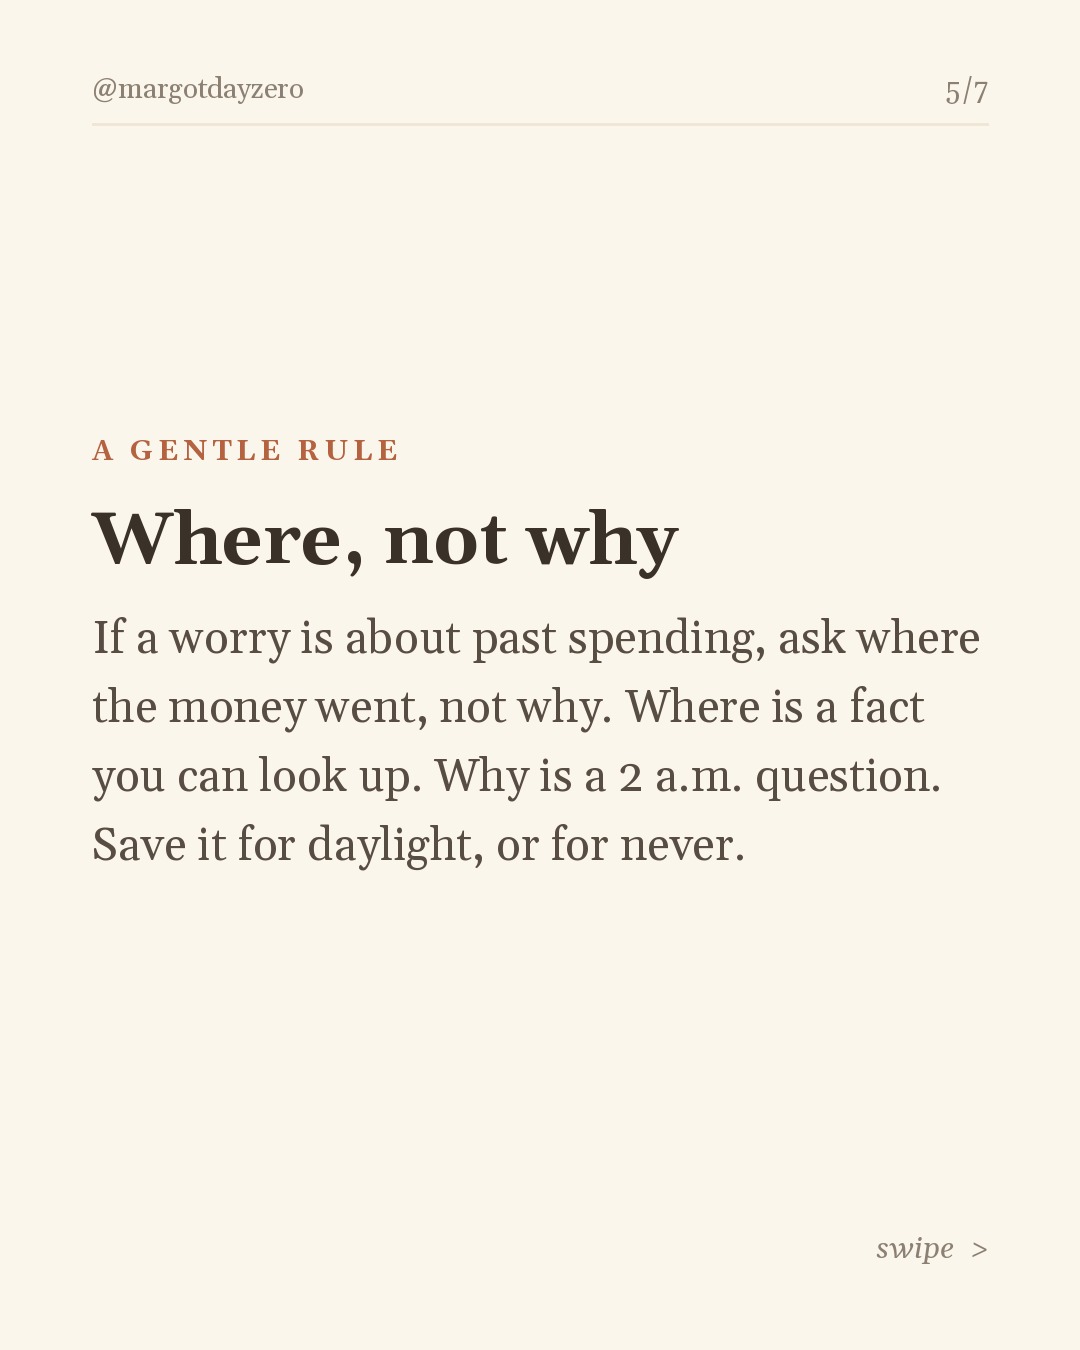 @margotdayzero
5/7
A GENTLE RULE
Where, not why
If a worry is about past spending, ask where
the money went, not why. Where is a fact
you can look up. Why is a 2 a.m. question.
Save it for daylight, or for never.
swipe >